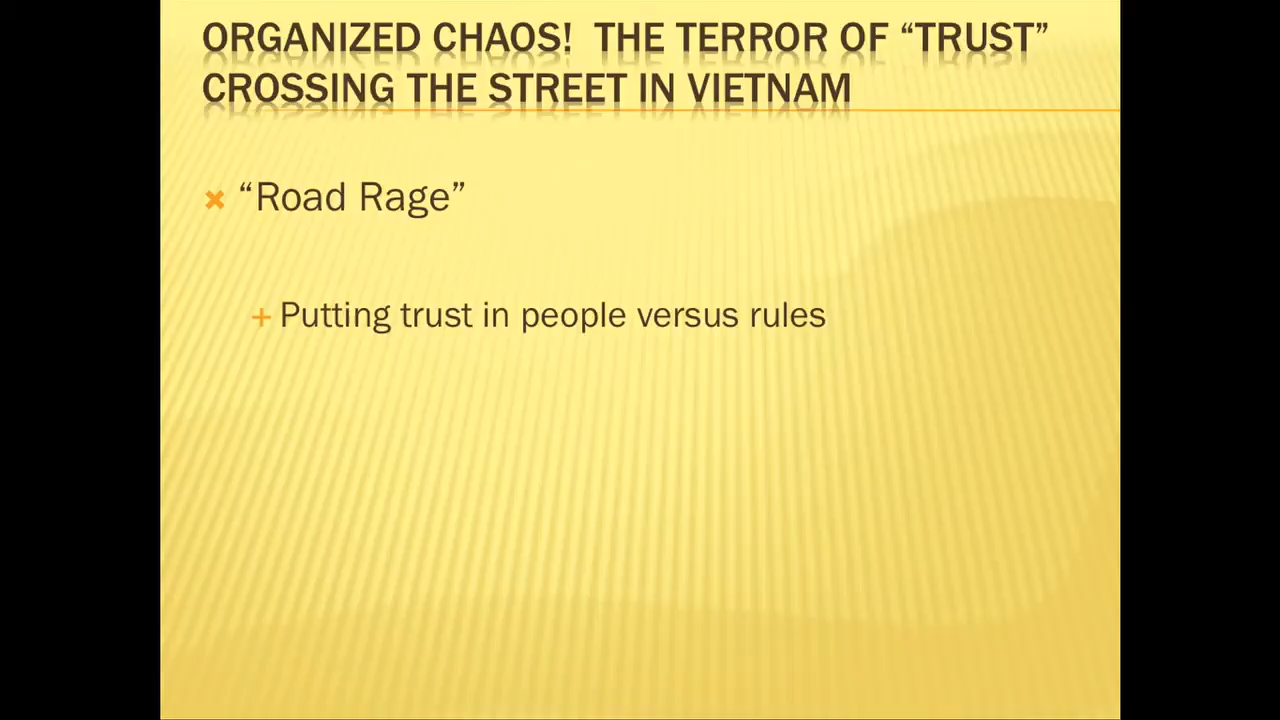 ORGANIZED CHAOS!  THE TERROR OF “TRUST”
CROSSING THE STREET IN VIETNAM
“Road Rage”
Putting trust in people versus rules